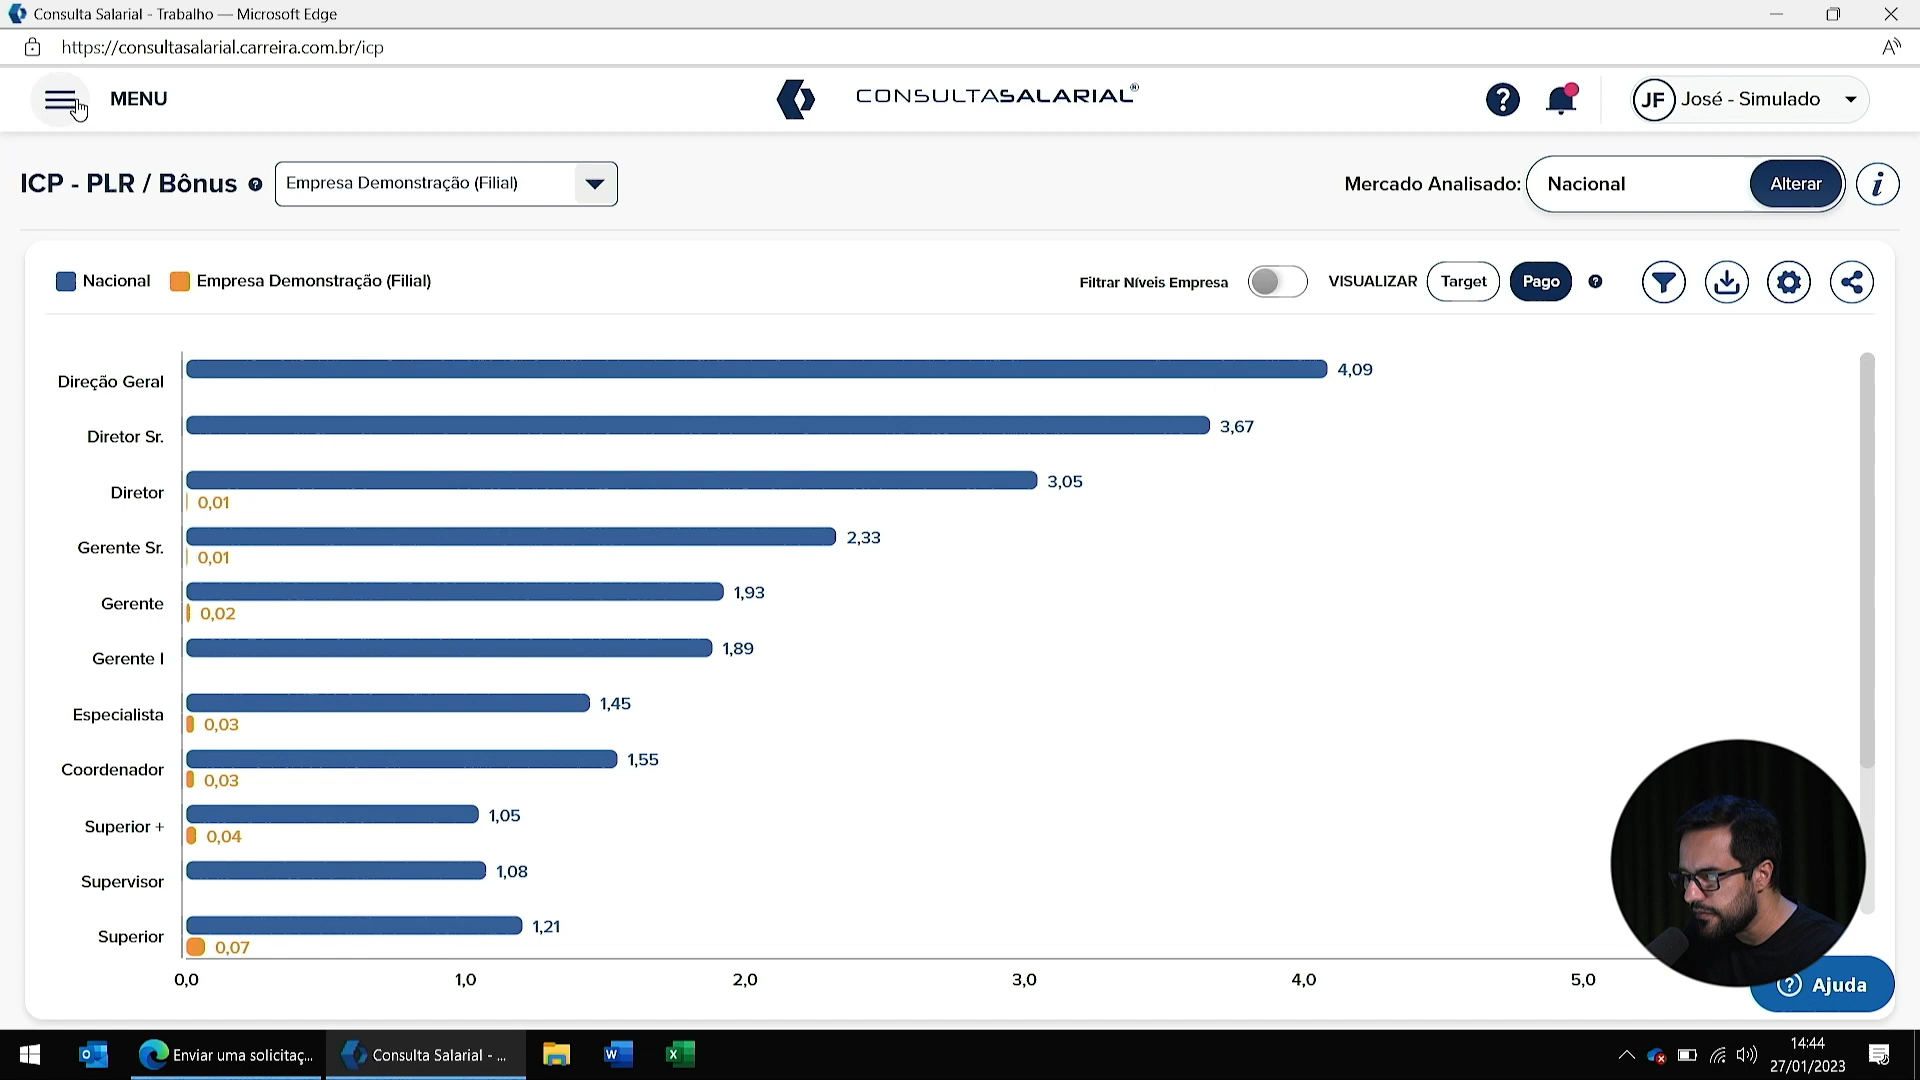 Consulta Salarial - Trabalho — Microsoft Edge
https://consultasalarial.carreira.com.br/icp
MENU
CONSULTASALARIAL®
?
JF José - Simulado
ICP - PLR / Bônus ?
Empresa Demonstração (Filial)
Mercado Analisado: Nacional Alterar i
Nacional Empresa Demonstração (Filial)
Filtrar Níveis Empresa VISUALIZAR Target Pago ?
Direção Geral 4,09
Diretor Sr. 3,67
Diretor 3,05
0,01
Gerente Sr. 2,33
0,01
Gerente 1,93
0,02
Gerente I 1,89
Especialista 1,45
0,03
Coordenador 1,55
0,03
Superior + 1,05
0,04
Supervisor 1,08
Superior 1,21
0,07
0,0 1,0 2,0 3,0 4,0 5,0
? Ajuda
Enviar uma solicitaç...
Consulta Salarial - ...
14:44
27/01/2023